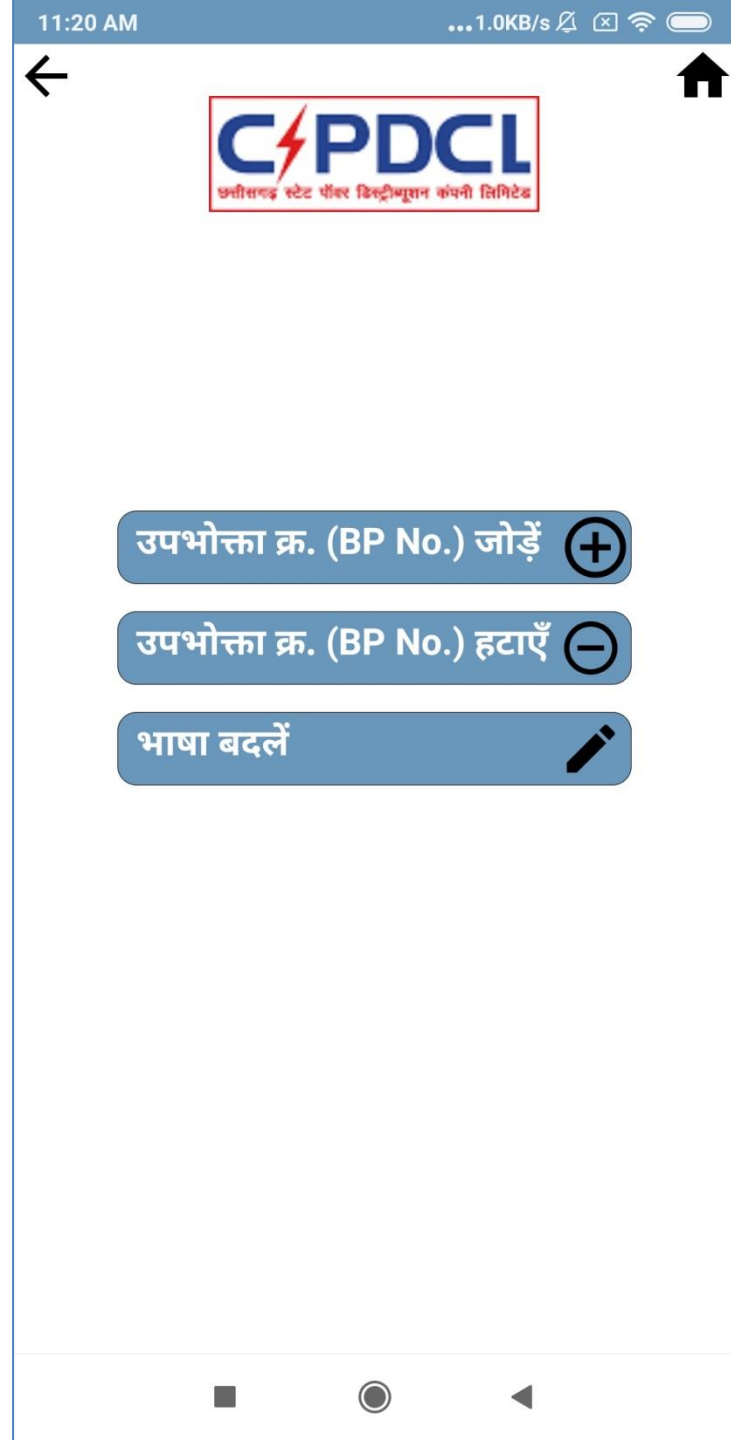 11:20 AM ...1.0KB/s
CSPDCL
छत्तीसगढ़ स्टेट पॉवर डिस्ट्रीब्यूशन कंपनी लिमिटेड
उपभोक्ता क्र. (BP No.) जोड़ें
उपभोक्ता क्र. (BP No.) हटाएँ
भाषा बदलें